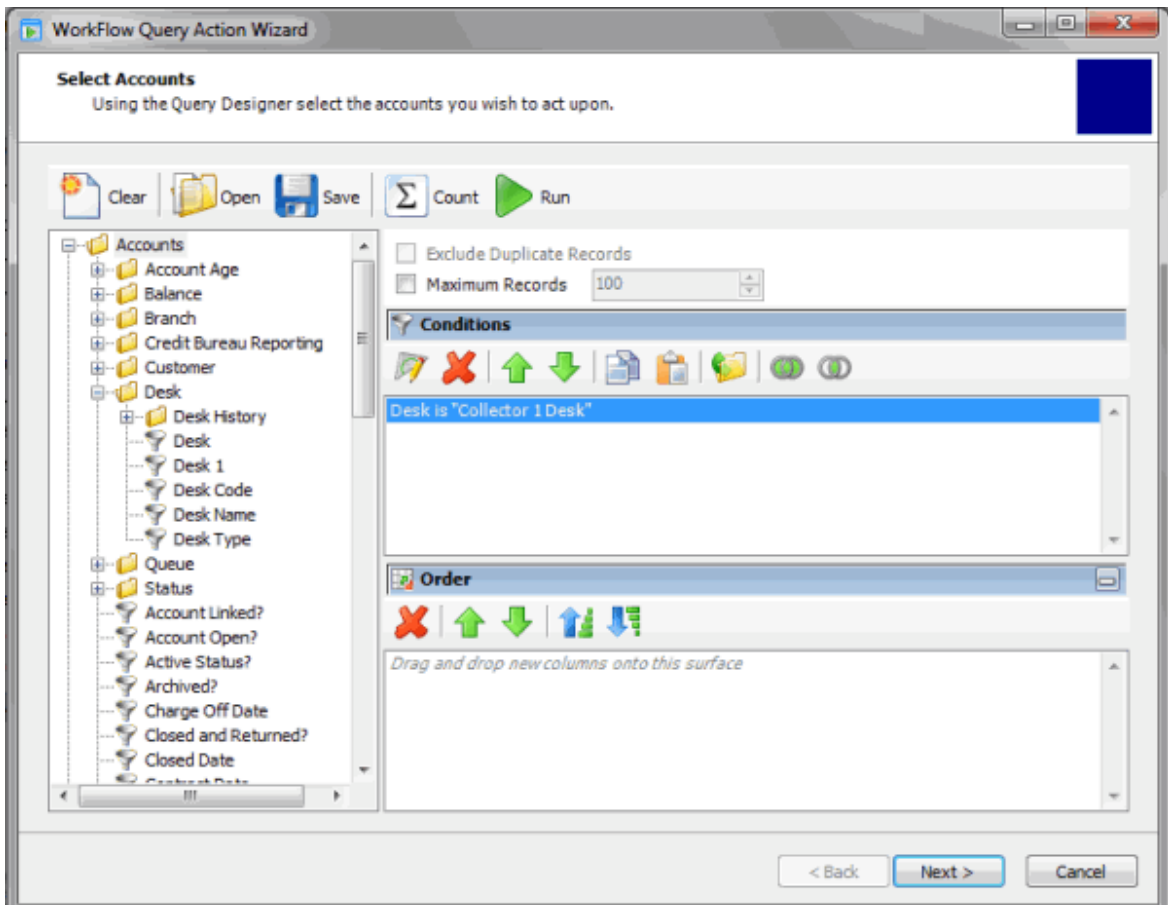 WorkFlow Query Action Wizard
Select Accounts
Using the Query Designer select the accounts you wish to act upon.
Clear Open Save Σ Count Run
Accounts
Account Age
Balance
Branch
Credit Bureau Reporting
Customer
Desk
Desk History
Desk
Desk 1
Desk Code
Desk Name
Desk Type
Queue
Status
Account Linked?
Account Open?
Active Status?
Archived?
Charge Off Date
Closed and Returned?
Closed Date
Contract Date
Exclude Duplicate Records
Maximum Records 100
Conditions
Desk is "Collector 1 Desk"
Order
Drag and drop new columns onto this surface
< Back Next > Cancel